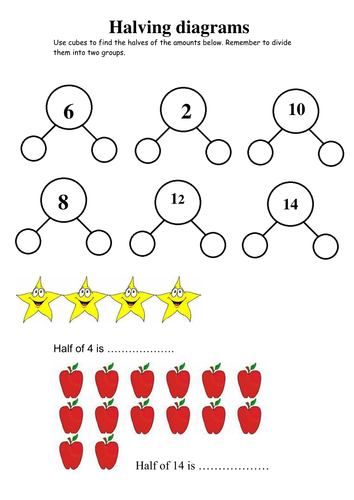 Halving diagrams
Use cubes to find the halves of the amounts below. Remember to divide
them into two groups.
6 2 10
8 12 14
Half of 4 is ………………
Half of 14 is ………………